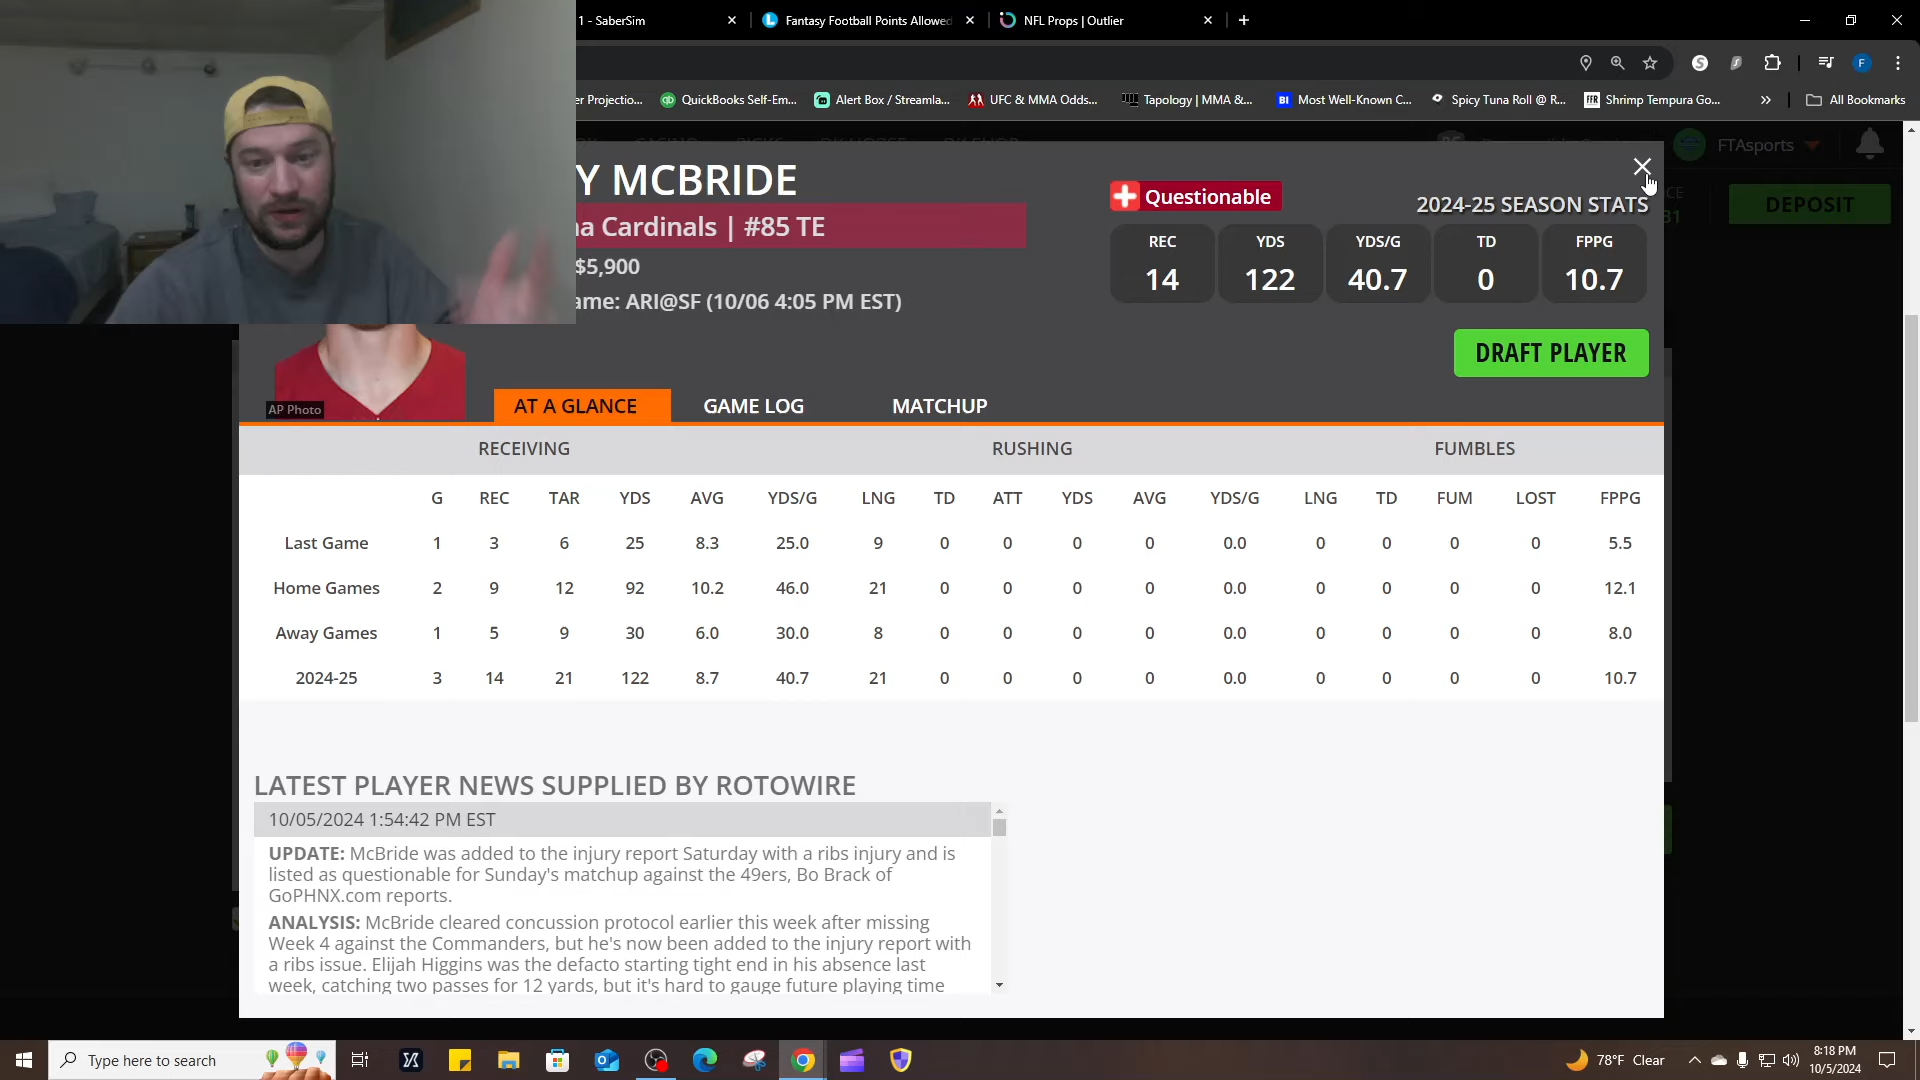 1 - SaberSim
Fantasy Football Points Allowed
NFL Props | Outlier
er Projectio...
QuickBooks Self-Em...
Alert Box / Streamla...
UFC & MMA Odds...
Tapology | MMA &...
Most Well-Known C...
Spicy Tuna Roll @ R...
Shrimp Tempura Go...
All Bookmarks
FTAsports
DEPOSIT
Y MCBRIDE
na Cardinals | #85 TE
$5,900
ame: ARI@SF (10/06 4:05 PM EST)
Questionable
2024-25 SEASON STATS
REC YDS YDS/G TD FPPG
14 122 40.7 0 10.7
DRAFT PLAYER
AP Photo
AT A GLANCE GAME LOG MATCHUP
RECEIVING RUSHING FUMBLES
G REC TAR YDS AVG YDS/G LNG TD ATT YDS AVG YDS/G LNG TD FUM LOST FPPG
Last Game 1 3 6 25 8.3 25.0 9 0 0 0 0 0.0 0 0 0 0 5.5
Home Games 2 9 12 92 10.2 46.0 21 0 0 0 0 0.0 0 0 0 0 12.1
Away Games 1 5 9 30 6.0 30.0 8 0 0 0 0 0.0 0 0 0 0 8.0
2024-25 3 14 21 122 8.7 40.7 21 0 0 0 0 0.0 0 0 0 0 10.7
LATEST PLAYER NEWS SUPPLIED BY ROTOWIRE
10/05/2024 1:54:42 PM EST
UPDATE: McBride was added to the injury report Saturday with a ribs injury and is
listed as questionable for Sunday's matchup against the 49ers, Bo Brack of
GoPHNX.com reports.
ANALYSIS: McBride cleared concussion protocol earlier this week after missing
Week 4 against the Commanders, but he's now been added to the injury report with
a ribs issue. Elijah Higgins was the defacto starting tight end in his absence last
week, catching two passes for 12 yards, but it's hard to gauge future playing time
Type here to search
78°F Clear
8:18 PM
10/5/2024